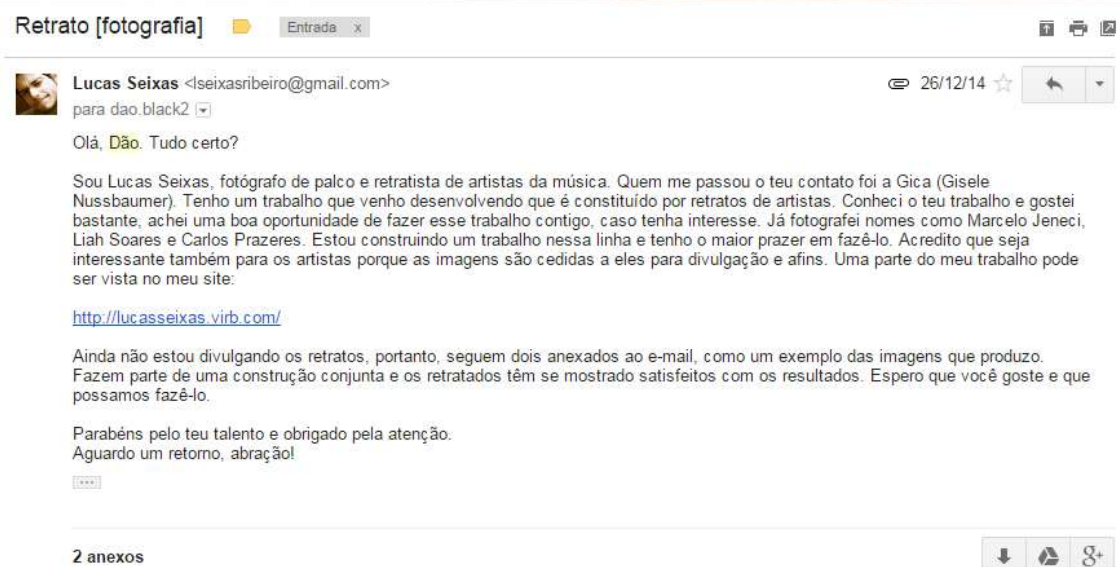 Retrato [fotografia] Entrada x
Lucas Seixas <lseixasribeiro@gmail.com> 26/12/14
para dao.black2
Olá, Dão. Tudo certo?
Sou Lucas Seixas, fotógrafo de palco e retratista de artistas da música. Quem me passou o teu contato foi a Gica (Gisele
Nussbaumer). Tenho um trabalho que venho desenvolvendo que é constituído por retratos de artistas. Conheci o teu trabalho e gostei
bastante, achei uma boa oportunidade de fazer esse trabalho contigo, caso tenha interesse. Já fotografei nomes como Marcelo Jeneci,
Liah Soares e Carlos Prazeres. Estou construindo um trabalho nessa linha e tenho o maior prazer em fazê-lo. Acredito que seja
interessante também para os artistas porque as imagens são cedidas a eles para divulgação e afins. Uma parte do meu trabalho pode
ser vista no meu site:
http://lucasseixas.virb.com/
Ainda não estou divulgando os retratos, portanto, seguem dois anexados ao e-mail, como um exemplo das imagens que produzo.
Fazem parte de uma construção conjunta e os retratados têm se mostrado satisfeitos com os resultados. Espero que você goste e que
possamos fazê-lo.
Parabéns pelo teu talento e obrigado pela atenção.
Aguardo um retorno, abração!
2 anexos g+